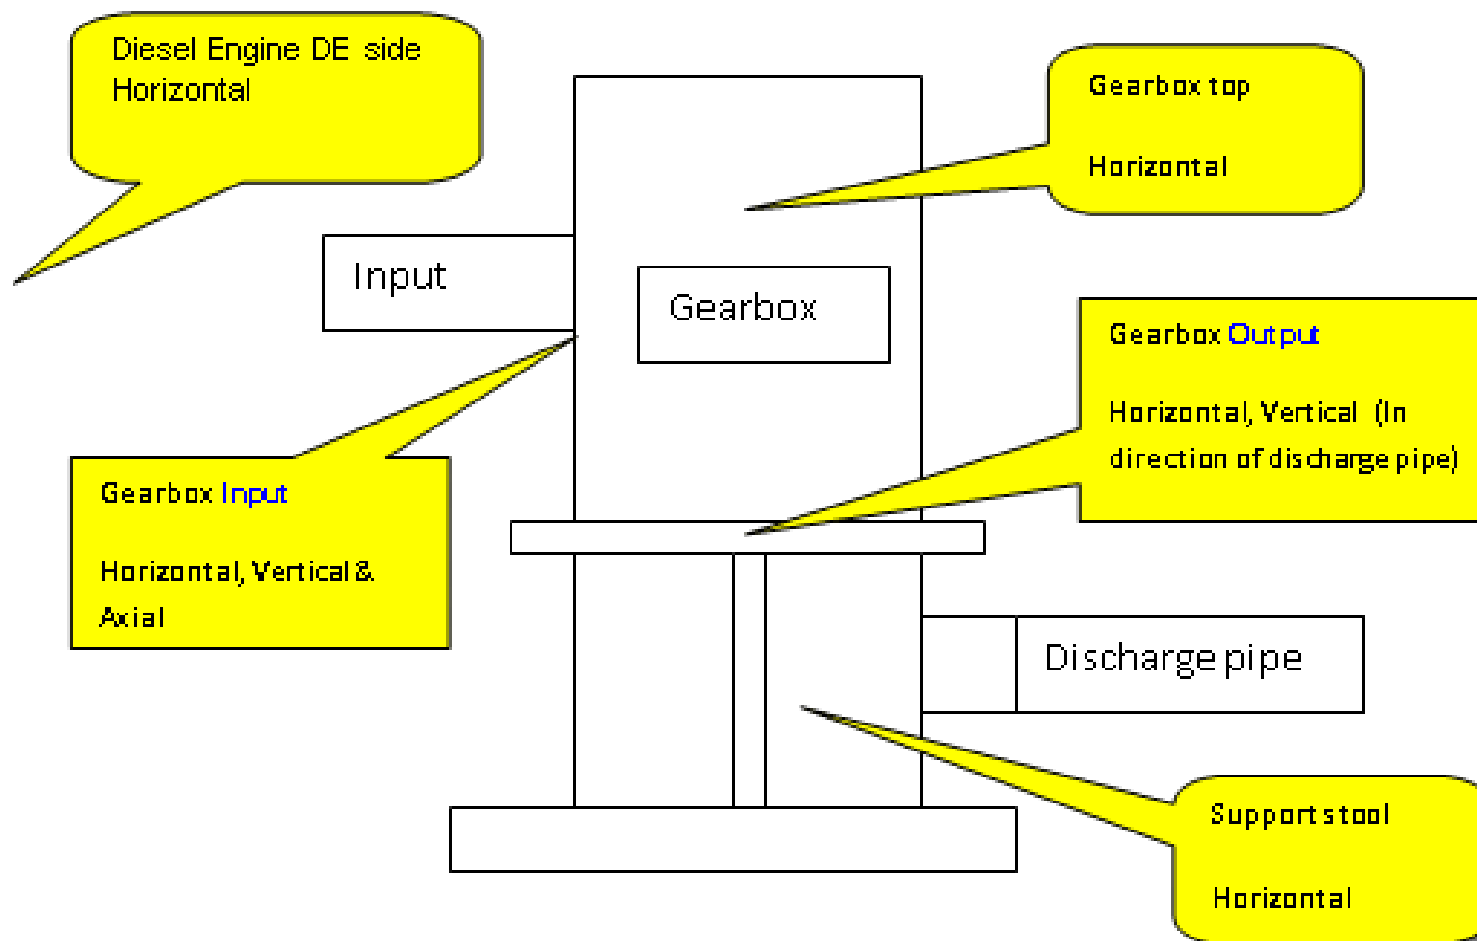 Diesel Engine DE side
Horizontal
Gearbox top
Horizontal
Input
Gearbox
Gearbox Output
Horizontal, Vertical (In
direction of discharge pipe)
Gearbox Input
Horizontal, Vertical &
Axial
Discharge pipe
Support stool
Horizontal